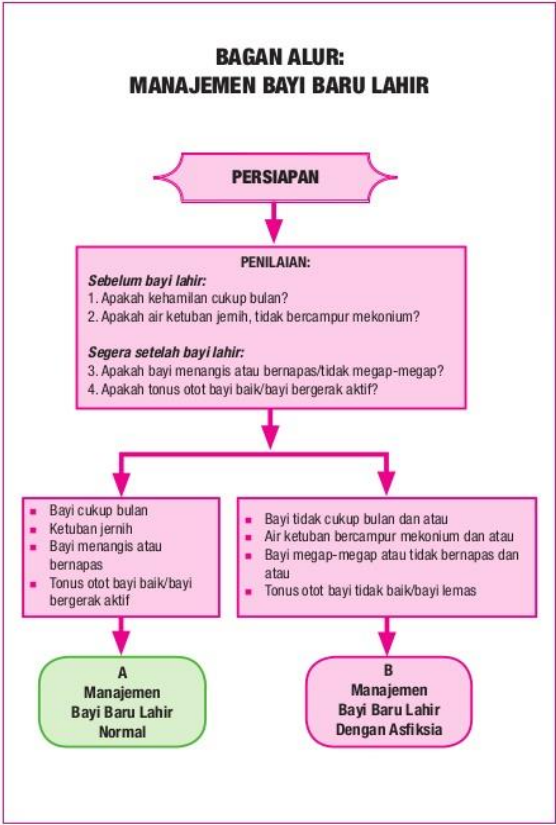 BAGAN ALUR:
MANAJEMEN BAYI BARU LAHIR
PERSIAPAN
PENILAIAN:
Sebelum bayi lahir:
1. Apakah kehamilan cukup bulan?
2. Apakah air ketuban jernih, tidak bercampur mekonium?
Segera setelah bayi lahir:
3. Apakah bayi menangis atau bernapas/tidak megap-megap?
4. Apakah tonus otot bayi baik/bayi bergerak aktif?
▪ Bayi cukup bulan
▪ Ketuban jernih
▪ Bayi menangis atau
bernapas
▪ Tonus otot bayi baik/bayi
bergerak aktif
▪ Bayi tidak cukup bulan dan atau
▪ Air ketuban bercampur mekonium dan atau
▪ Bayi megap-megap atau tidak bernapas dan
atau
▪ Tonus otot bayi tidak baik/bayi lemas
A
Manajemen
Bayi Baru Lahir
Normal
B
Manajemen
Bayi Baru Lahir
Dengan Asfiksia